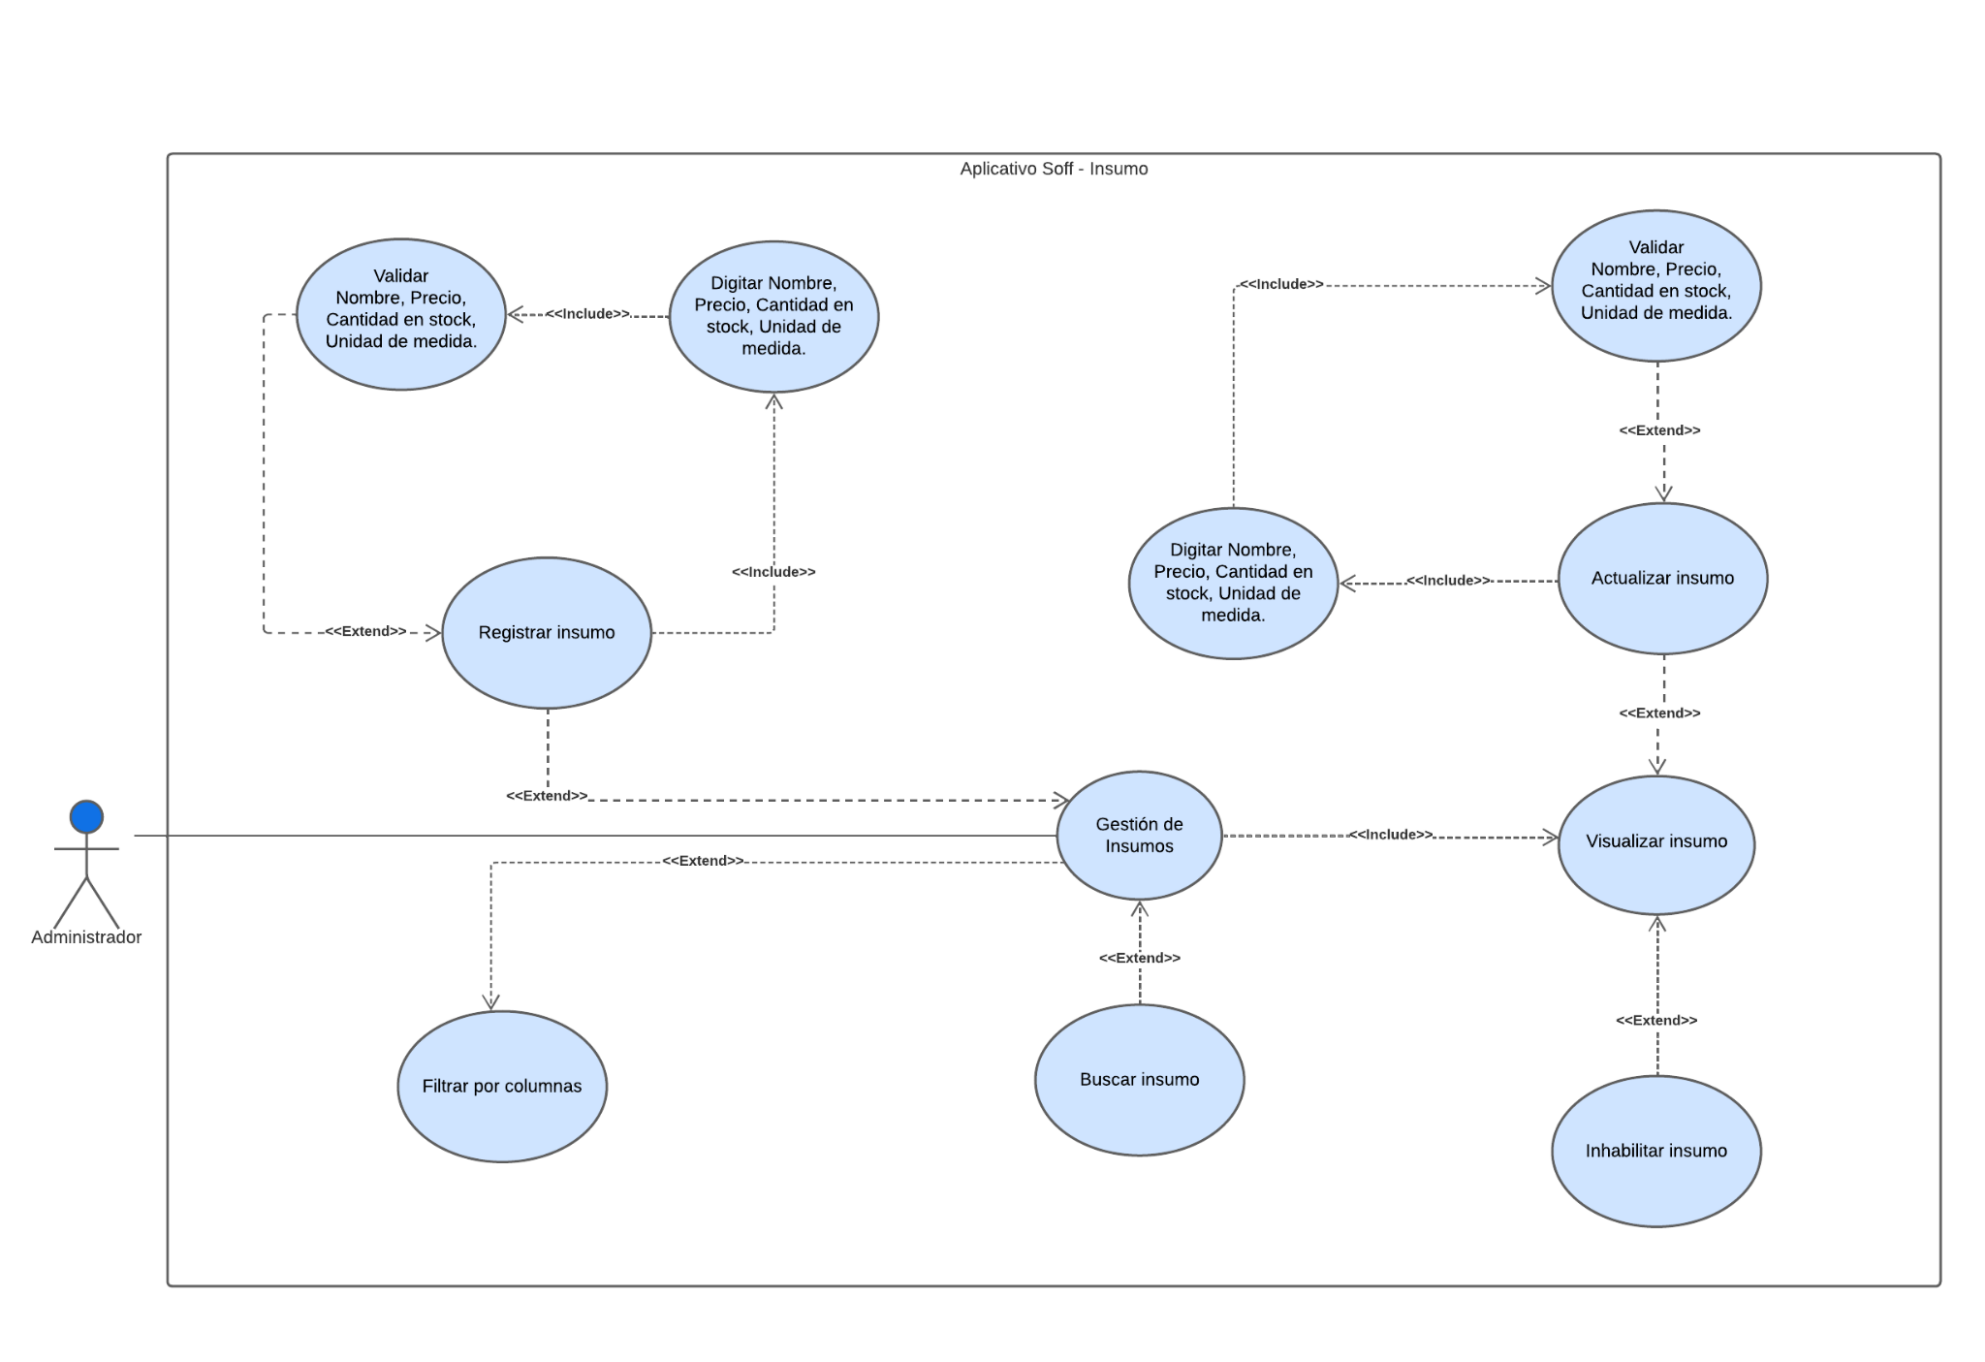 Aplicativo Soff - Insumo
Validar
Nombre, Precio,
Cantidad en stock,
Unidad de medida.
<<Include>>
Digitar Nombre,
Precio, Cantidad en
stock, Unidad de
medida.
<<Include>>
Validar
Nombre, Precio,
Cantidad en stock,
Unidad de medida.
<<Extend>>
<<Include>>
<<Extend>>
Registrar insumo
Digitar Nombre,
Precio, Cantidad en
stock, Unidad de
medida.
<<Include>>
Actualizar insumo
<<Extend>>
<<Extend>>
Administrador
Gestión de
Insumos
<<Include>>
Visualizar insumo
<<Extend>>
<<Extend>>
<<Extend>>
Filtrar por columnas
Buscar insumo
Inhabilitar insumo